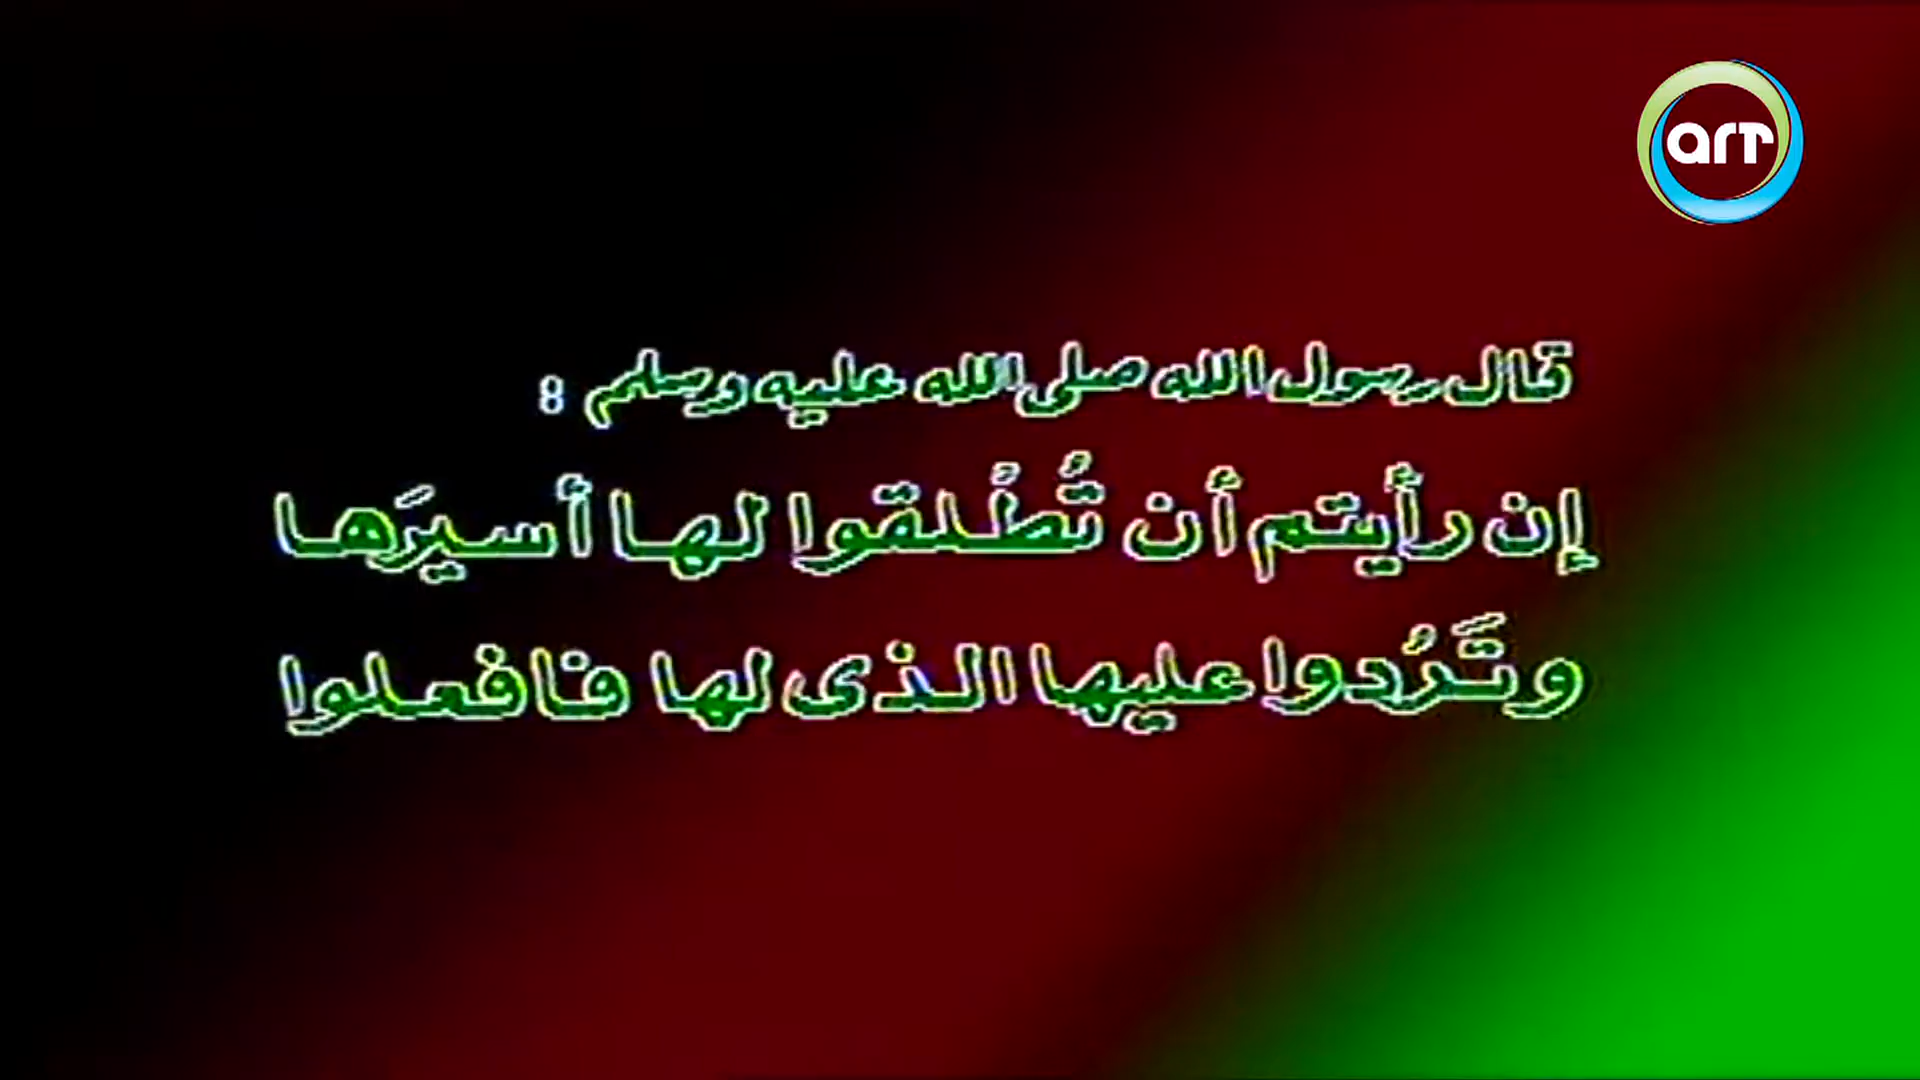 art
قال رسول الله صلى الله عليه وسلم :
إن رأيتم أن تُطْلقوا لها أسيرَها
وتَرُدوا عليها الذى لها فافعلوا